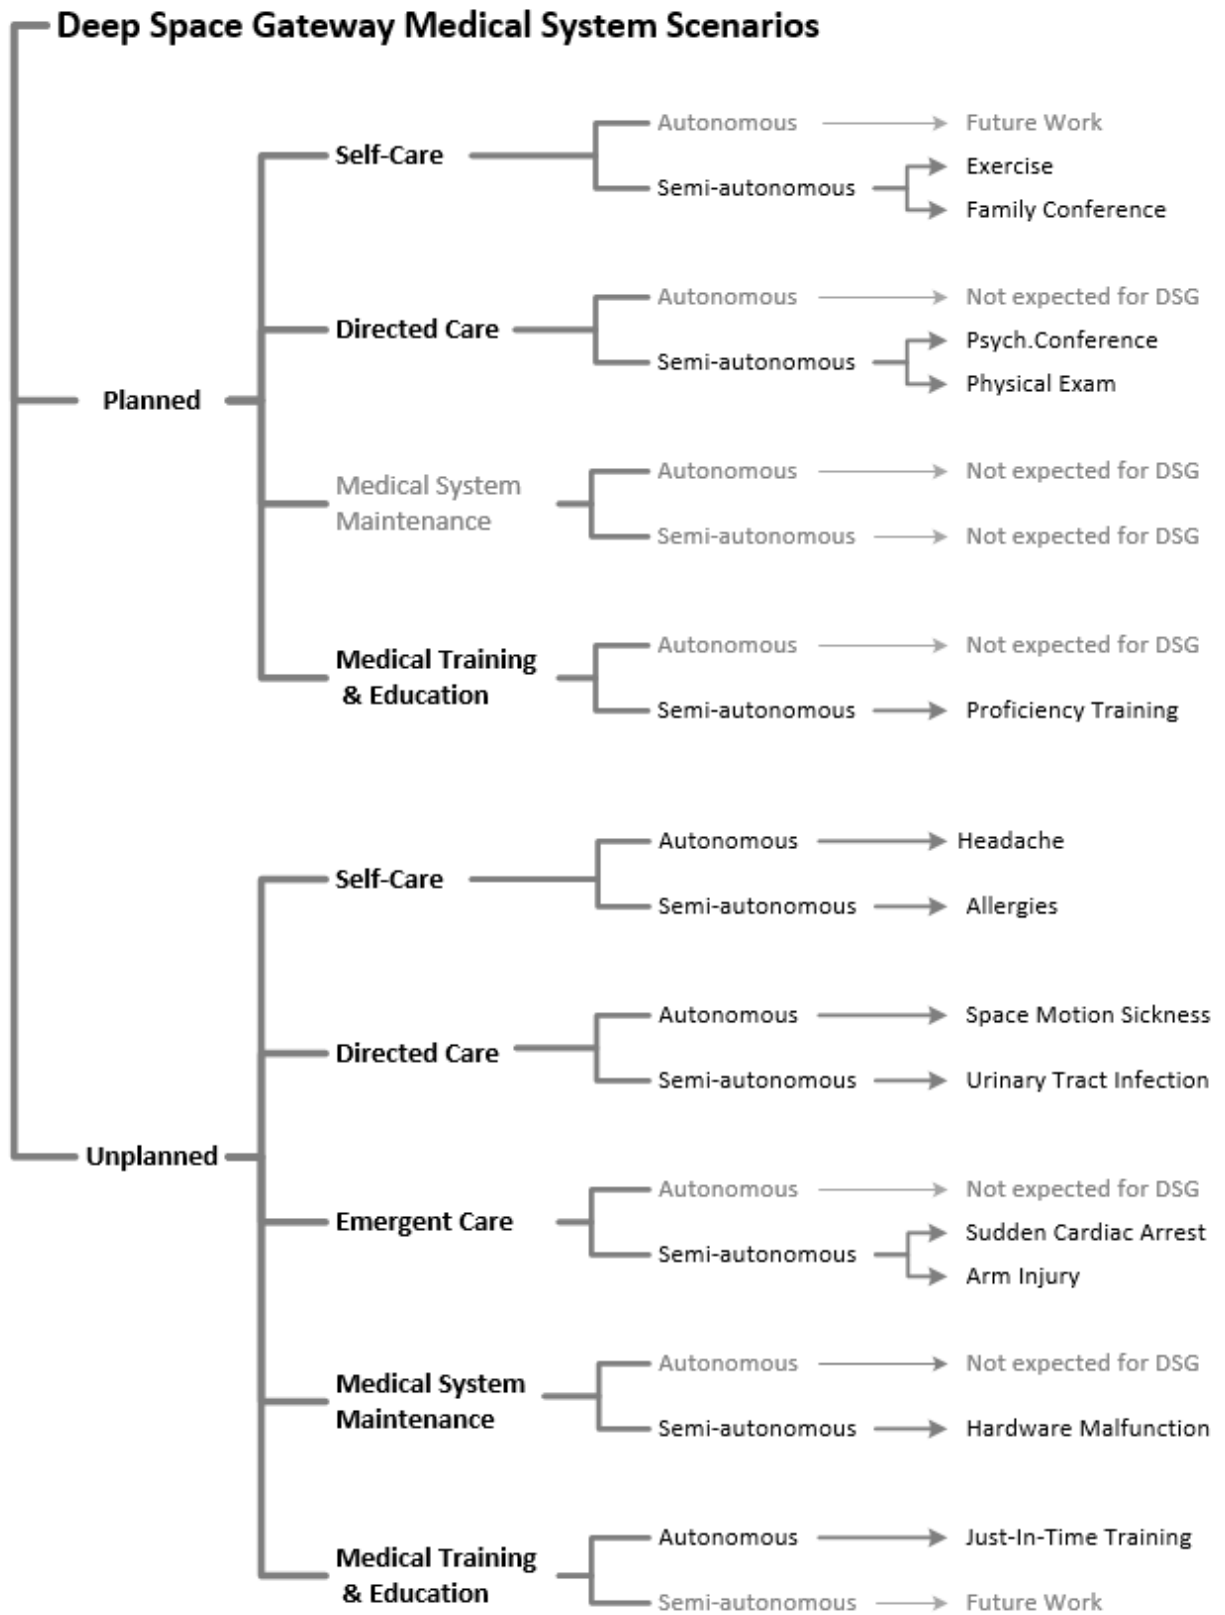 Deep Space Gateway Medical System Scenarios
Planned
Self-Care
Autonomous
Future Work
Semi-autonomous
Exercise
Family Conference
Directed Care
Autonomous
Not expected for DSG
Semi-autonomous
Psych.Conference
Physical Exam
Medical System
Maintenance
Autonomous
Not expected for DSG
Semi-autonomous
Not expected for DSG
Medical Training
& Education
Autonomous
Not expected for DSG
Semi-autonomous
Proficiency Training
Unplanned
Self-Care
Autonomous
Headache
Semi-autonomous
Allergies
Directed Care
Autonomous
Space Motion Sickness
Semi-autonomous
Urinary Tract Infection
Emergent Care
Autonomous
Not expected for DSG
Semi-autonomous
Sudden Cardiac Arrest
Arm Injury
Medical System
Maintenance
Autonomous
Not expected for DSG
Semi-autonomous
Hardware Malfunction
Medical Training
& Education
Autonomous
Just-In-Time Training
Semi-autonomous
Future Work